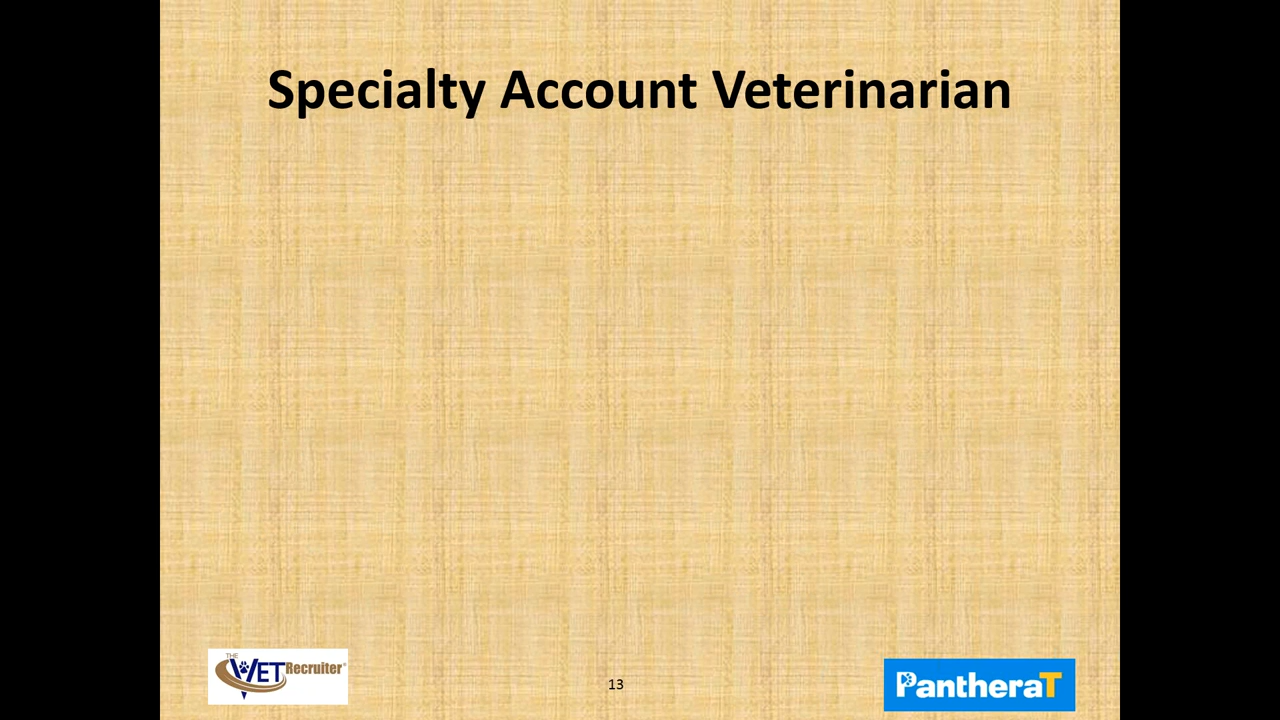 Specialty Account Veterinarian
THE
VET Recruiter®
13
PantheraT